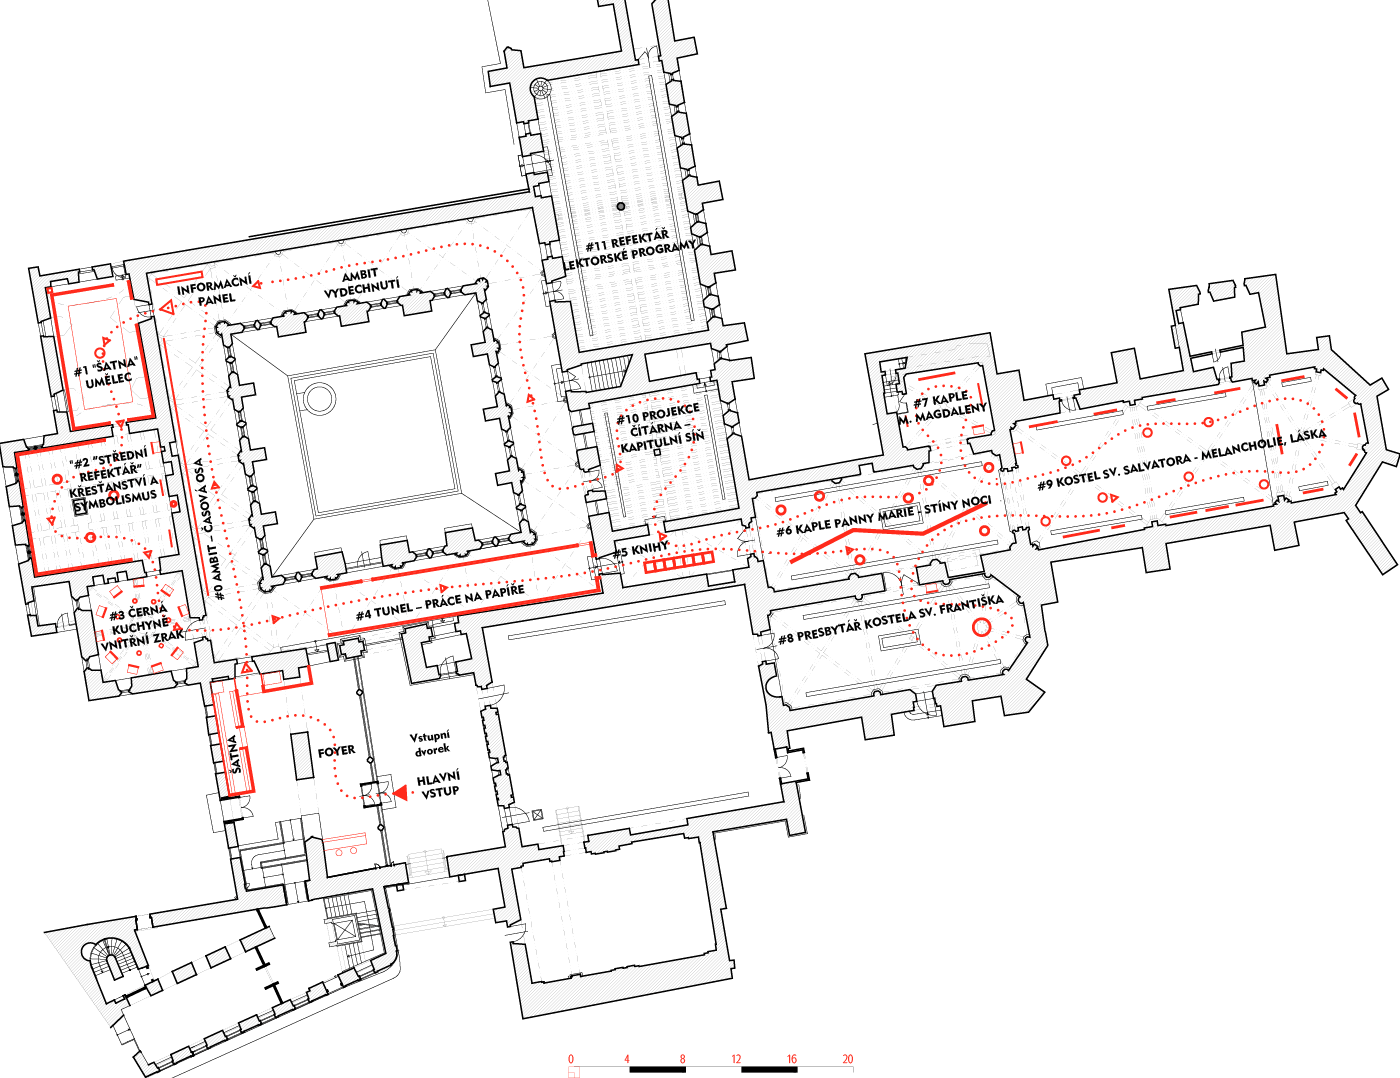 #11 REFEKTÁŘ
LEKTORSKÉ PROGRAMY
AMBIT
VYDECHNUTÍ
INFORMAČNÍ
PANEL
#1 "ŠATNA"
UMĚLEC
"#2 "STŘEDNÍ
REFEKTÁŘ"
KŘESŤANSTVÍ A
SYMBOLISMUS
#0 AMBIT – ČASOVÁ OSA
#3 ČERNÁ
KUCHYNĚ
VNITŘNÍ ZRAK
#4 TUNEL – PRÁCE NA PAPÍŘE
#5 KNIHY
#10 PROJEKCE
ČÍTÁRNA –
KAPITULNÍ SÍŇ
#7 KAPLE
M. MAGDALENY
#6 KAPLE PANNY MARIE - STÍNY NOCI
#9 KOSTEL SV. SALVATORA - MELANCHOLIE, LÁSKA
#8 PRESBYTÁŘ KOSTELA SV. FRANTIŠKA
ŠATNA
FOYER
Vstupní
dvorek
HLAVNÍ
VSTUP
0 4 8 12 16 20